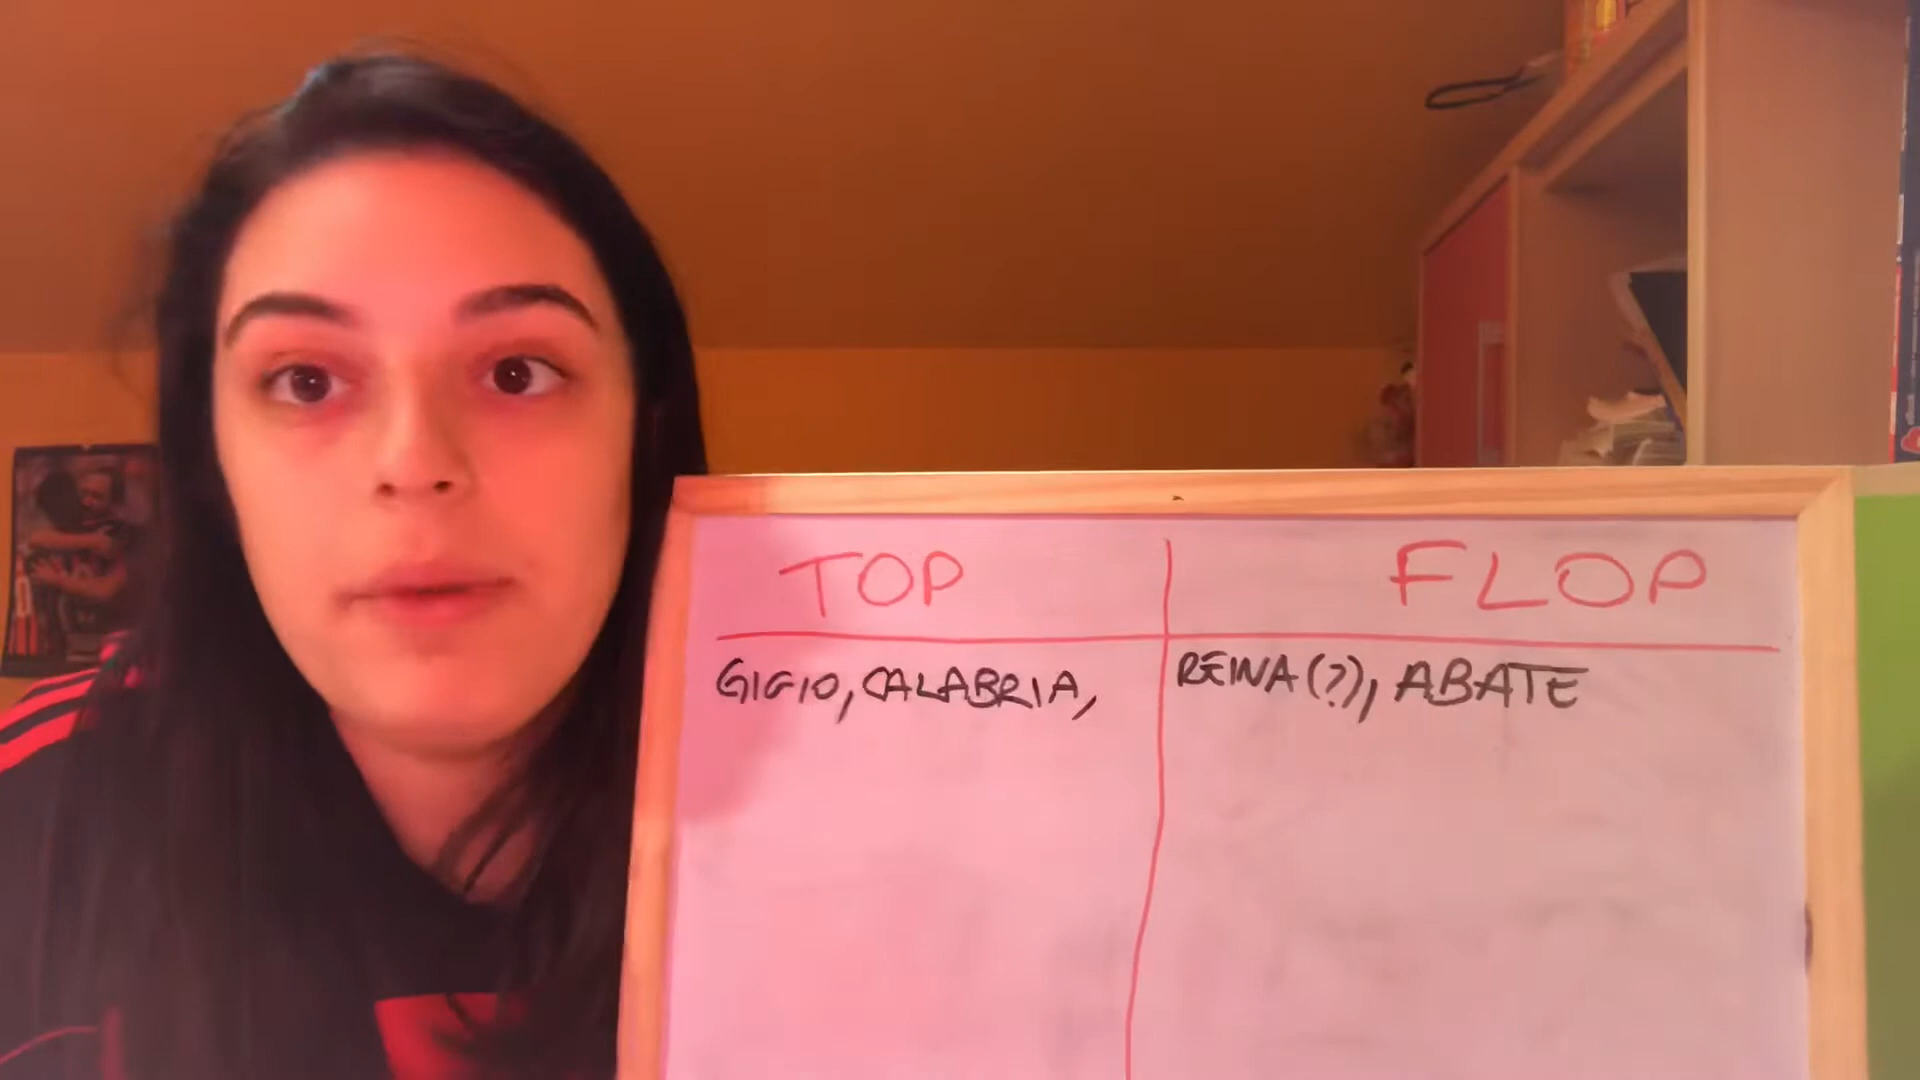 TOP
FLOP
GIGIO, CALABRIA,
REINA(?), ABATE